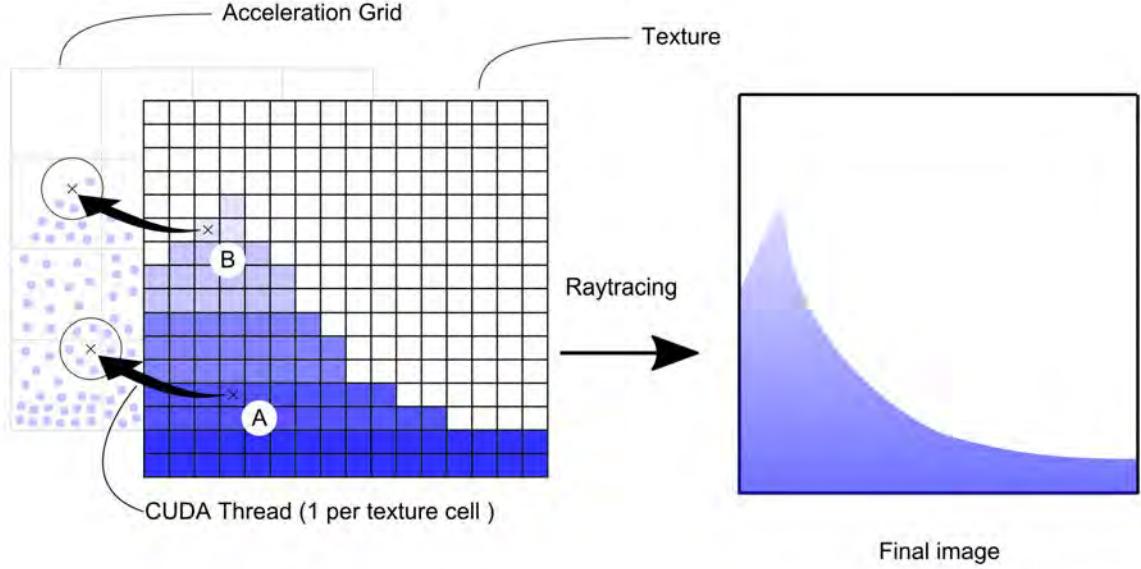 Acceleration Grid
Texture
B
Raytracing
A
CUDA Thread (1 per texture cell )
Final image